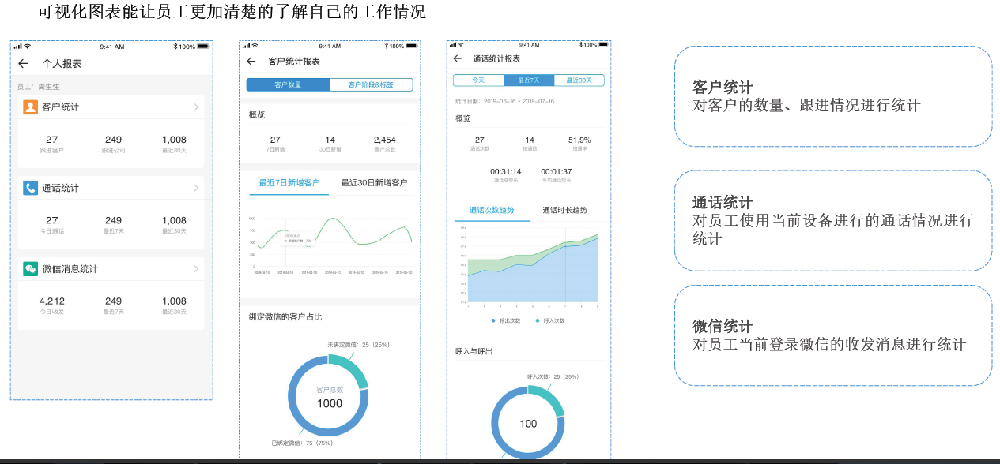 可视化图表能让员工更加清楚的了解自己的工作情况
9:41 AM
100%
个人报表
员工：周生生
客户统计
27 249 1,008
跟进客户 跟进公司 最近30天
通话统计
27 249 1,008
今日通话 最近7天 最近30天
微信消息统计
4,212 249 1,008
今日收发 最近7天 最近30天
9:41 AM
100%
客户统计报表
客户数量 客户阶段&标签
概览
27 14 2,454
7日新增 30日新增 客户总数
最近7日新增客户 最近30日新增客户
1000
750
500
250
0
绑定微信的客户占比
未绑定微信：25（25%）
客户总数
1000
已绑定微信：75（75%）
9:41 AM
100%
通话统计报表
今天 最近7天 最近30天
统计日期：2019-06-16 ~ 2019-07-16
概览
27 14 51.9%
通话次数 接通数 接通率
00:31:14 00:01:37
通话总时长 平均通话时长
通话次数趋势 通话时长趋势
呼出次数 呼入次数
呼入与呼出
呼入次数：25（25%）
100
客户统计
对客户的数量、跟进情况进行统计
通话统计
对员工使用当前设备进行的通话情况进行
统计
微信统计
对员工当前登录微信的收发消息进行统计